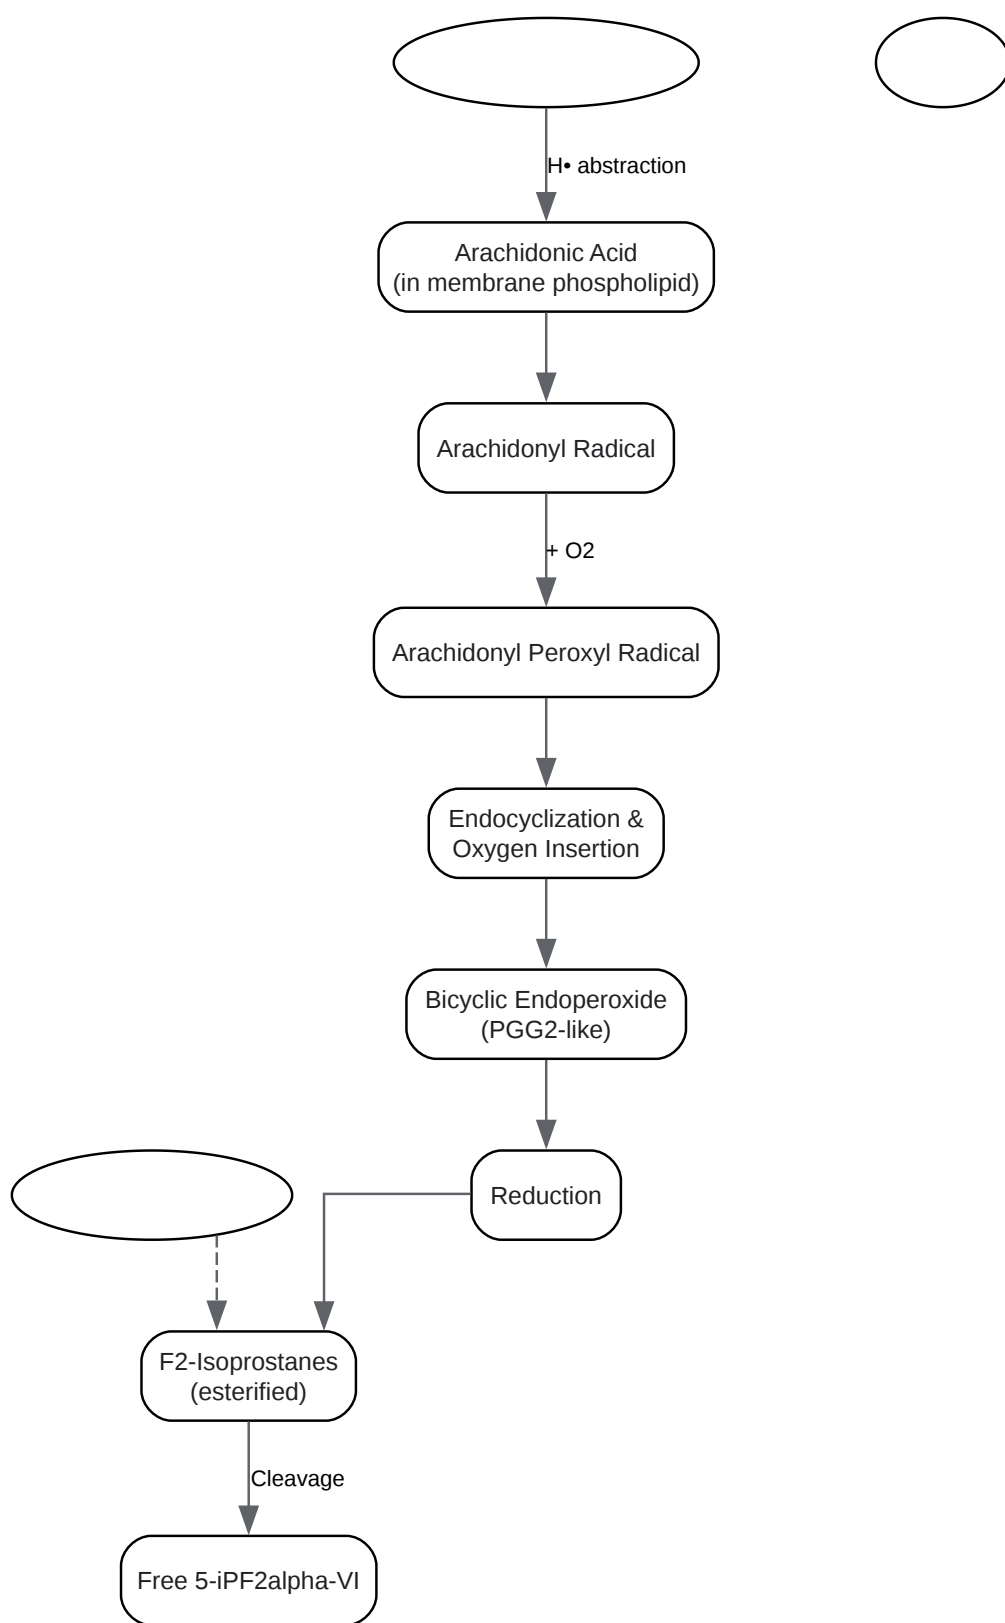 H• abstraction
Arachidonic Acid
(in membrane phospholipid)
Arachidonyl Radical
+ O2
Arachidonyl Peroxyl Radical
Endocyclization &
Oxygen Insertion
Bicyclic Endoperoxide
(PGG2-like)
Reduction
F2-Isoprostanes
(esterified)
Cleavage
Free 5-iPF2alpha-VI